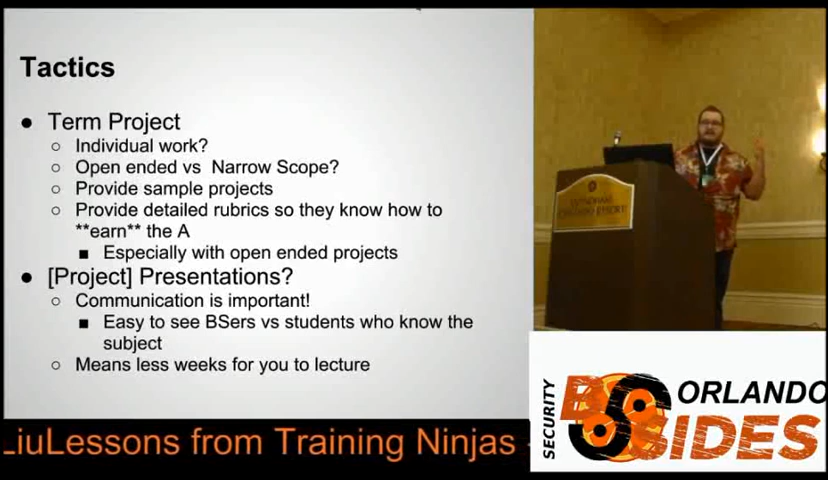 Tactics
● Term Project
○ Individual work?
○ Open ended vs Narrow Scope?
○ Provide sample projects
○ Provide detailed rubrics so they know how to
**earn** the A
■ Especially with open ended projects
● [Project] Presentations?
○ Communication is important!
■ Easy to see BSers vs students who know the
subject
○ Means less weeks for you to lecture
WYNDHAM
ORLANDO RESORT
SECURITY
BSIDES
ORLANDO
LiuLessons from Training Ninjas -